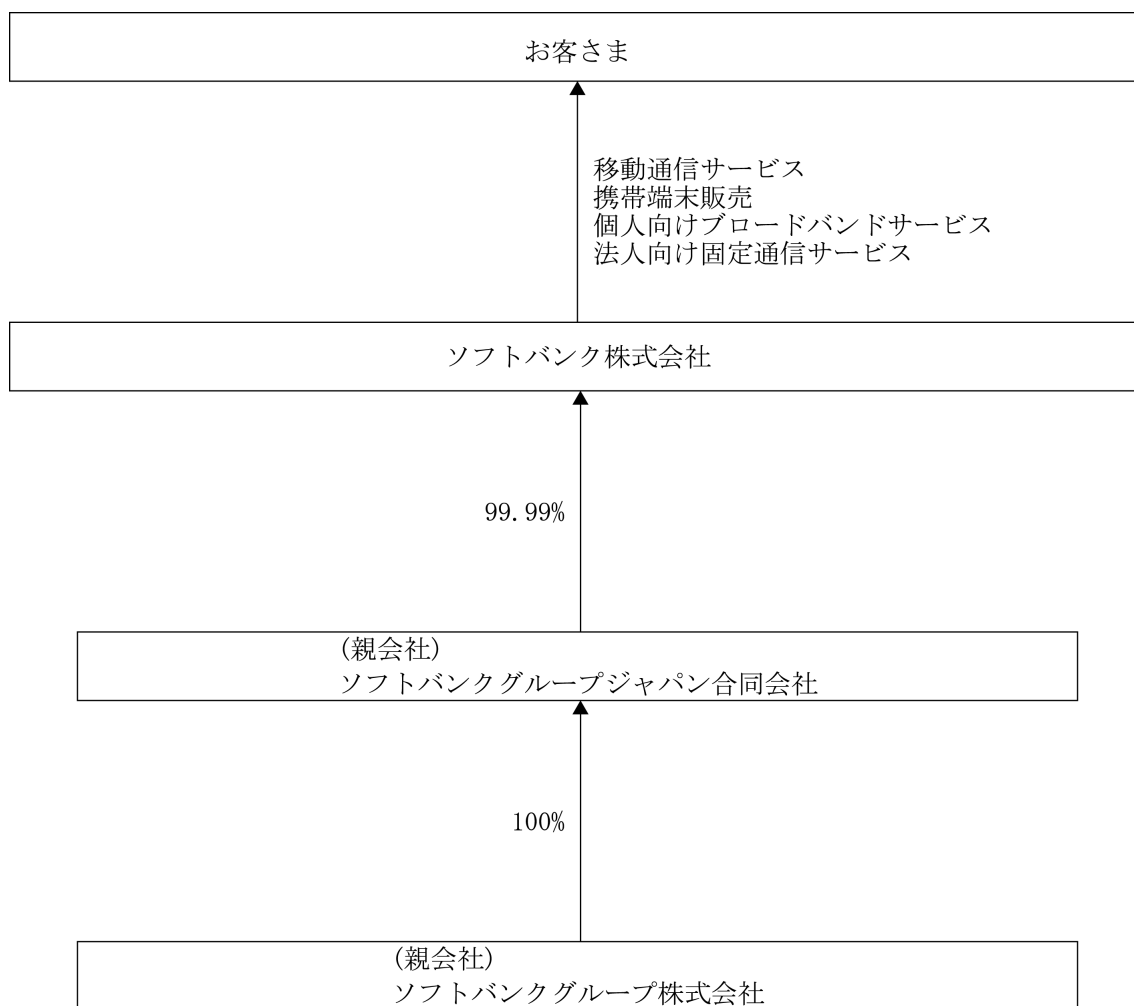 お客さま
移動通信サービス
携帯端末販売
個人向けブロードバンドサービス
法人向け固定通信サービス
ソフトバンク株式会社
99.99%
(親会社)
ソフトバンクグループジャパン合同会社
100%
(親会社)
ソフトバンクグループ株式会社